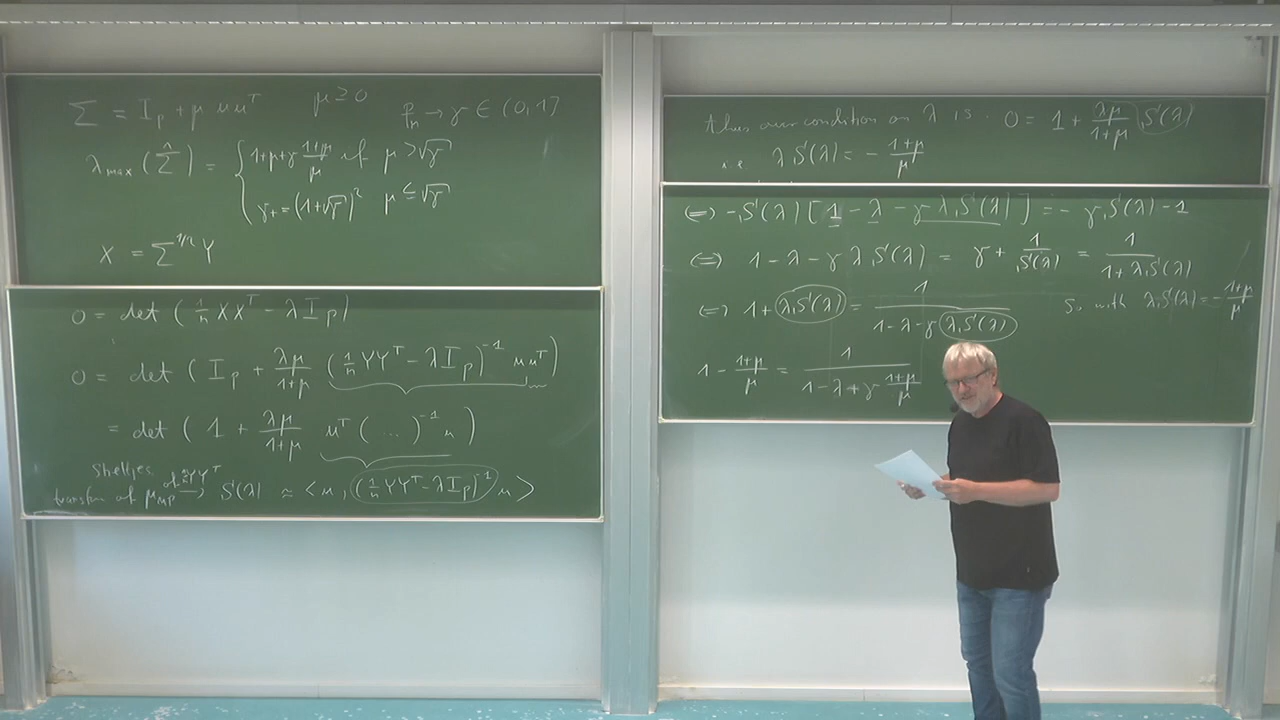 Σ = I_p + μ u u^T   μ ≥ 0   p/n → γ ∈ (0,1]
λ_max(Σ̂) = { 1+μ+γ (1+μ)/μ if μ > √γ
γ_+ = (1+√γ)^2   μ ≤ √γ
X = Σ^{1/2} Y
0 = det (1/n XX^T − λ I_p)
0 = det ( I_p + λμ/(1+μ) (1/n YY^T − λ I_p)^{-1} u u^T )
= det ( 1 + λμ/(1+μ) u^T ( ... )^{-1} u )
of 1/n YY^T
transform of μ_MP → S(λ) ≈ < u, (1/n YY^T − λ I_p)^{-1} u >
thus our condition on λ is: 0 = 1 + λμ/(1+μ) S(λ)
i.e. λ S(λ) = − (1+μ)/μ
⇔ −S(λ) [ 1 − λ − γ λ S(λ) ] = − γ S(λ) − 1
⇔ 1 − λ − γ λ S(λ) = γ + 1/S(λ) = 1/(1+λ S(λ))
⇔ 1 + λ S(λ) = 1/(1 − λ − γ λ S(λ))   So with λ S(λ) = − (1+μ)/μ
1 − (1+μ)/μ = 1/(1 − λ + γ (1+μ)/μ)